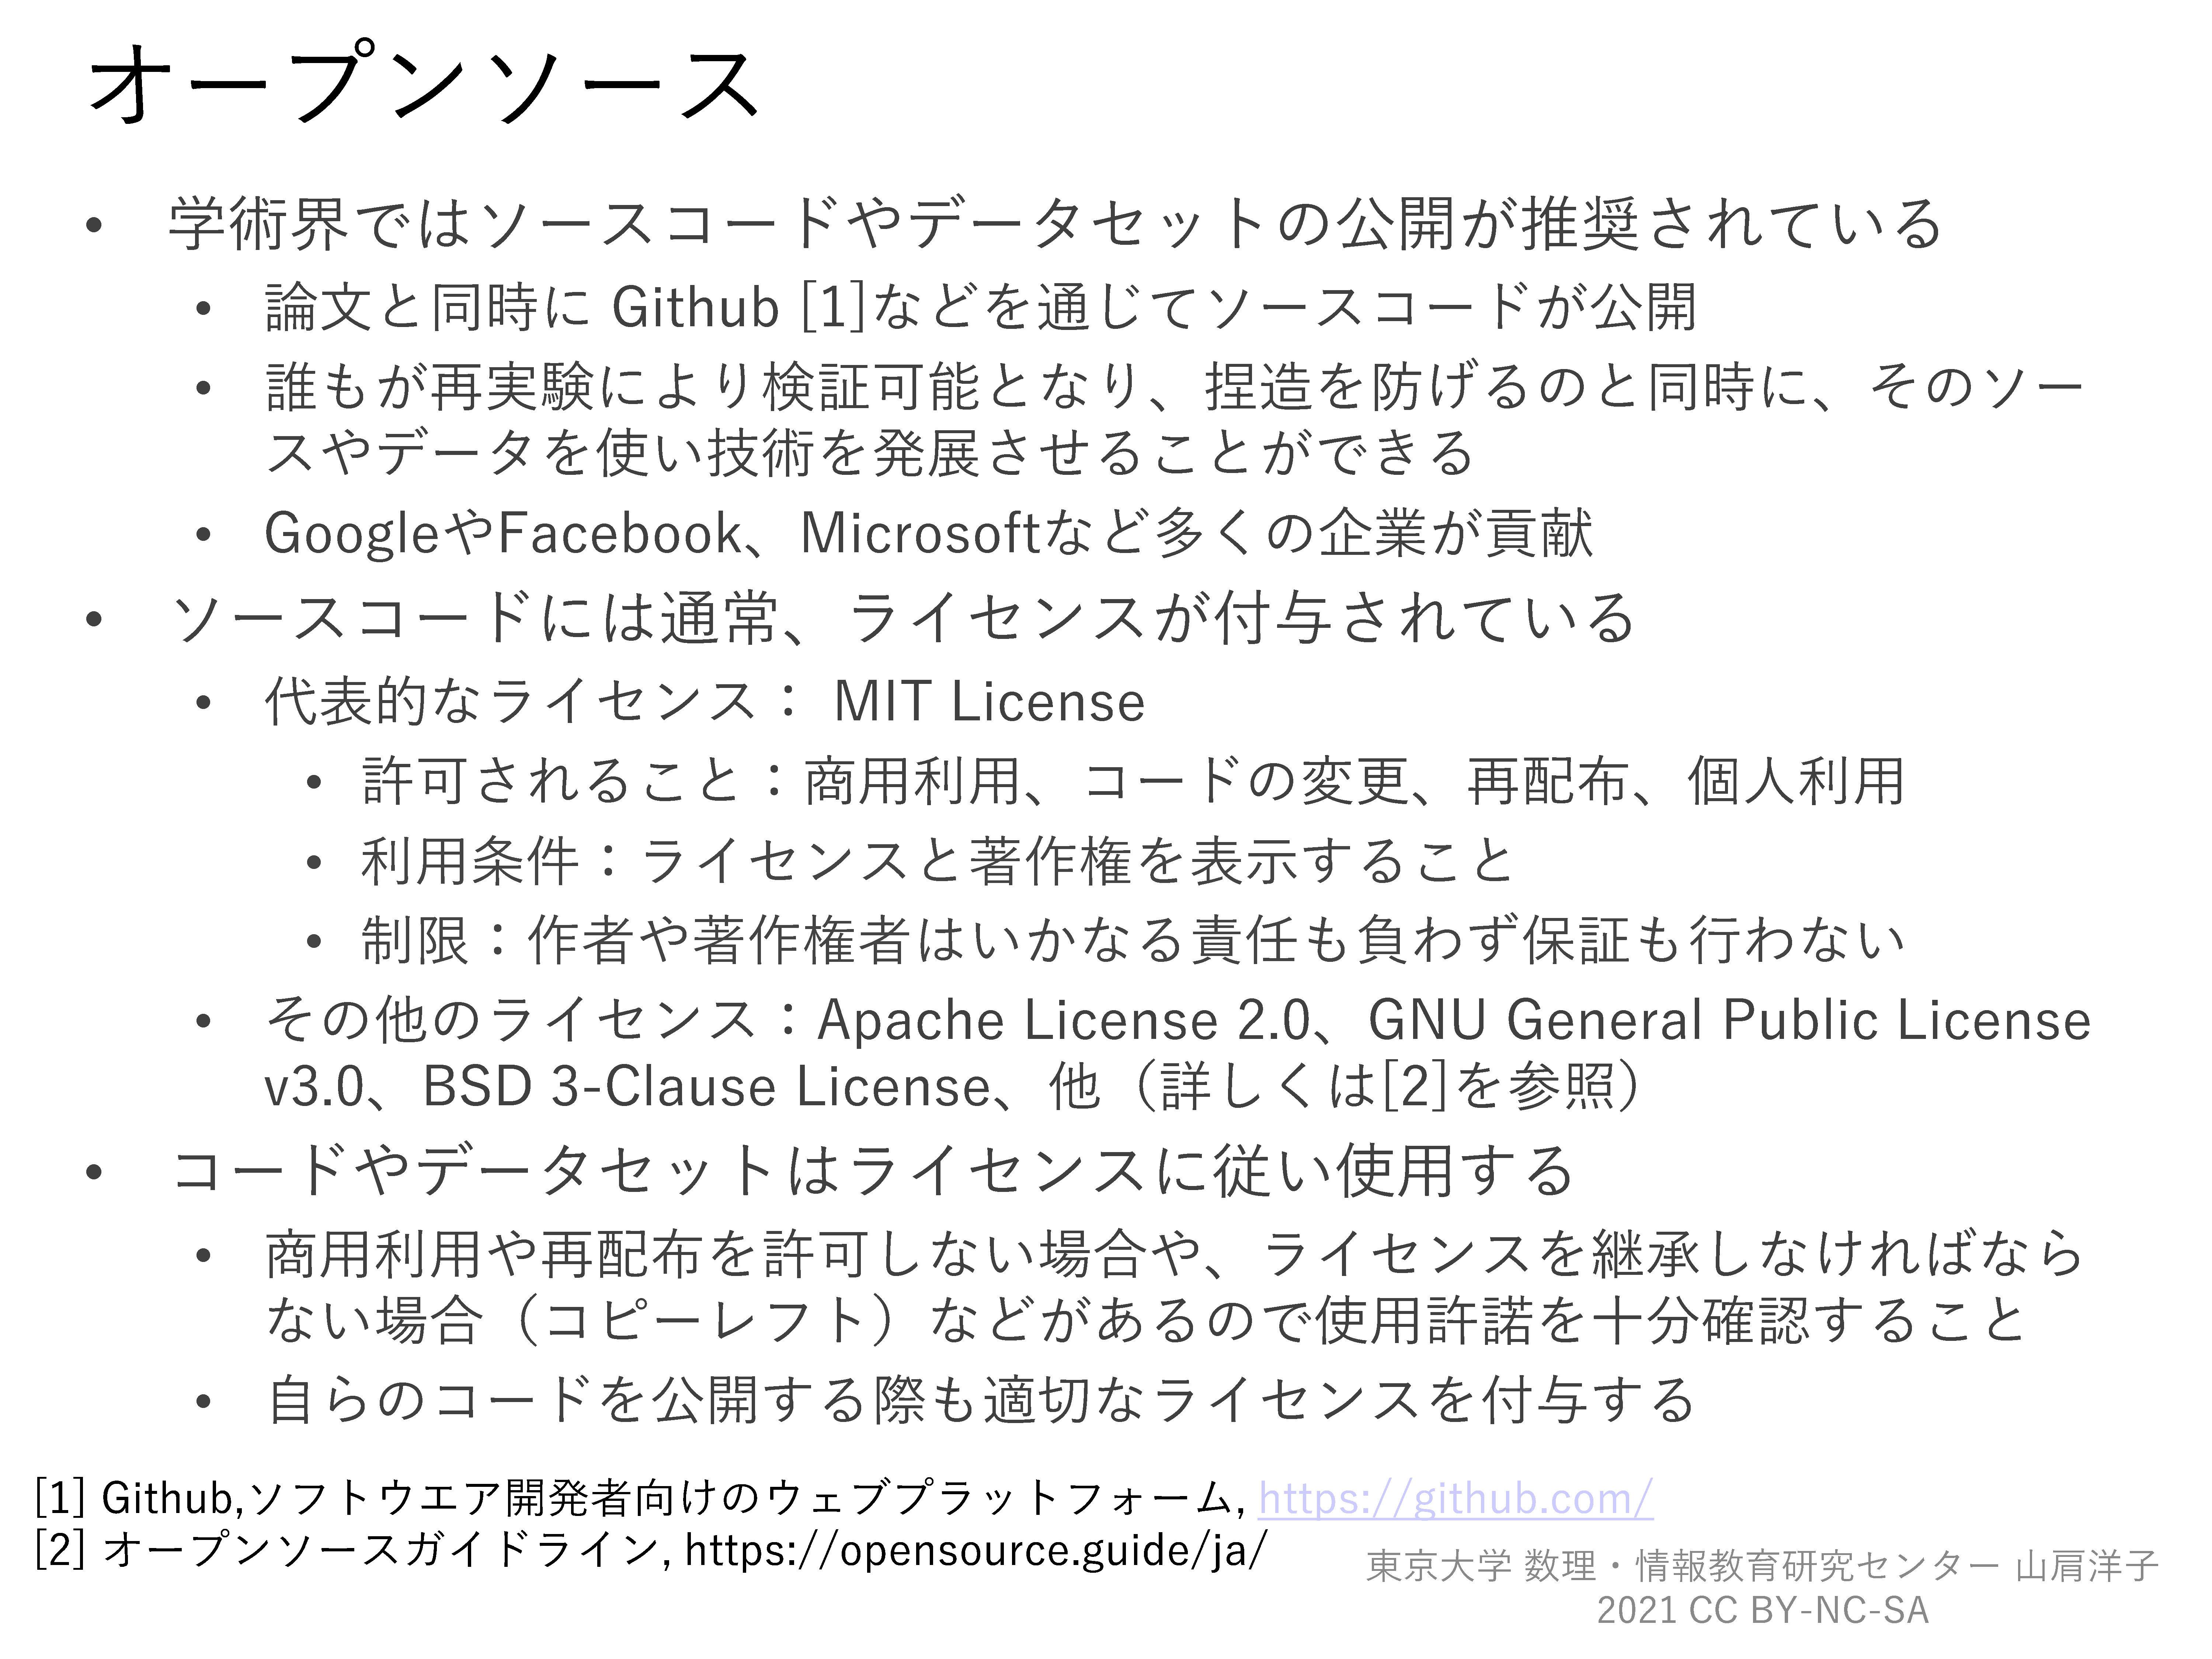 オープンソース
• 学術界ではソースコードやデータセットの公開が推奨されている
• 論文と同時に Github [1]などを通じてソースコードが公開
• 誰もが再実験により検証可能となり、捏造を防げるのと同時に、そのソー
スやデータを使い技術を発展させることができる
• GoogleやFacebook、Microsoftなど多くの企業が貢献
• ソースコードには通常、ライセンスが付与されている
• 代表的なライセンス： MIT License
• 許可されること：商用利用、コードの変更、再配布、個人利用
• 利用条件：ライセンスと著作権を表示すること
• 制限：作者や著作権者はいかなる責任も負わず保証も行わない
• その他のライセンス：Apache License 2.0、GNU General Public License
v3.0、BSD 3-Clause License、他（詳しくは[2]を参照）
• コードやデータセットはライセンスに従い使用する
• 商用利用や再配布を許可しない場合や、ライセンスを継承しなければなら
ない場合（コピーレフト）などがあるので使用許諾を十分確認すること
• 自らのコードを公開する際も適切なライセンスを付与する
[1] Github,ソフトウエア開発者向けのウェブプラットフォーム, https://github.com/
[2] オープンソースガイドライン, https://opensource.guide/ja/
東京大学 数理・情報教育研究センター 山肩洋子
2021 CC BY-NC-SA